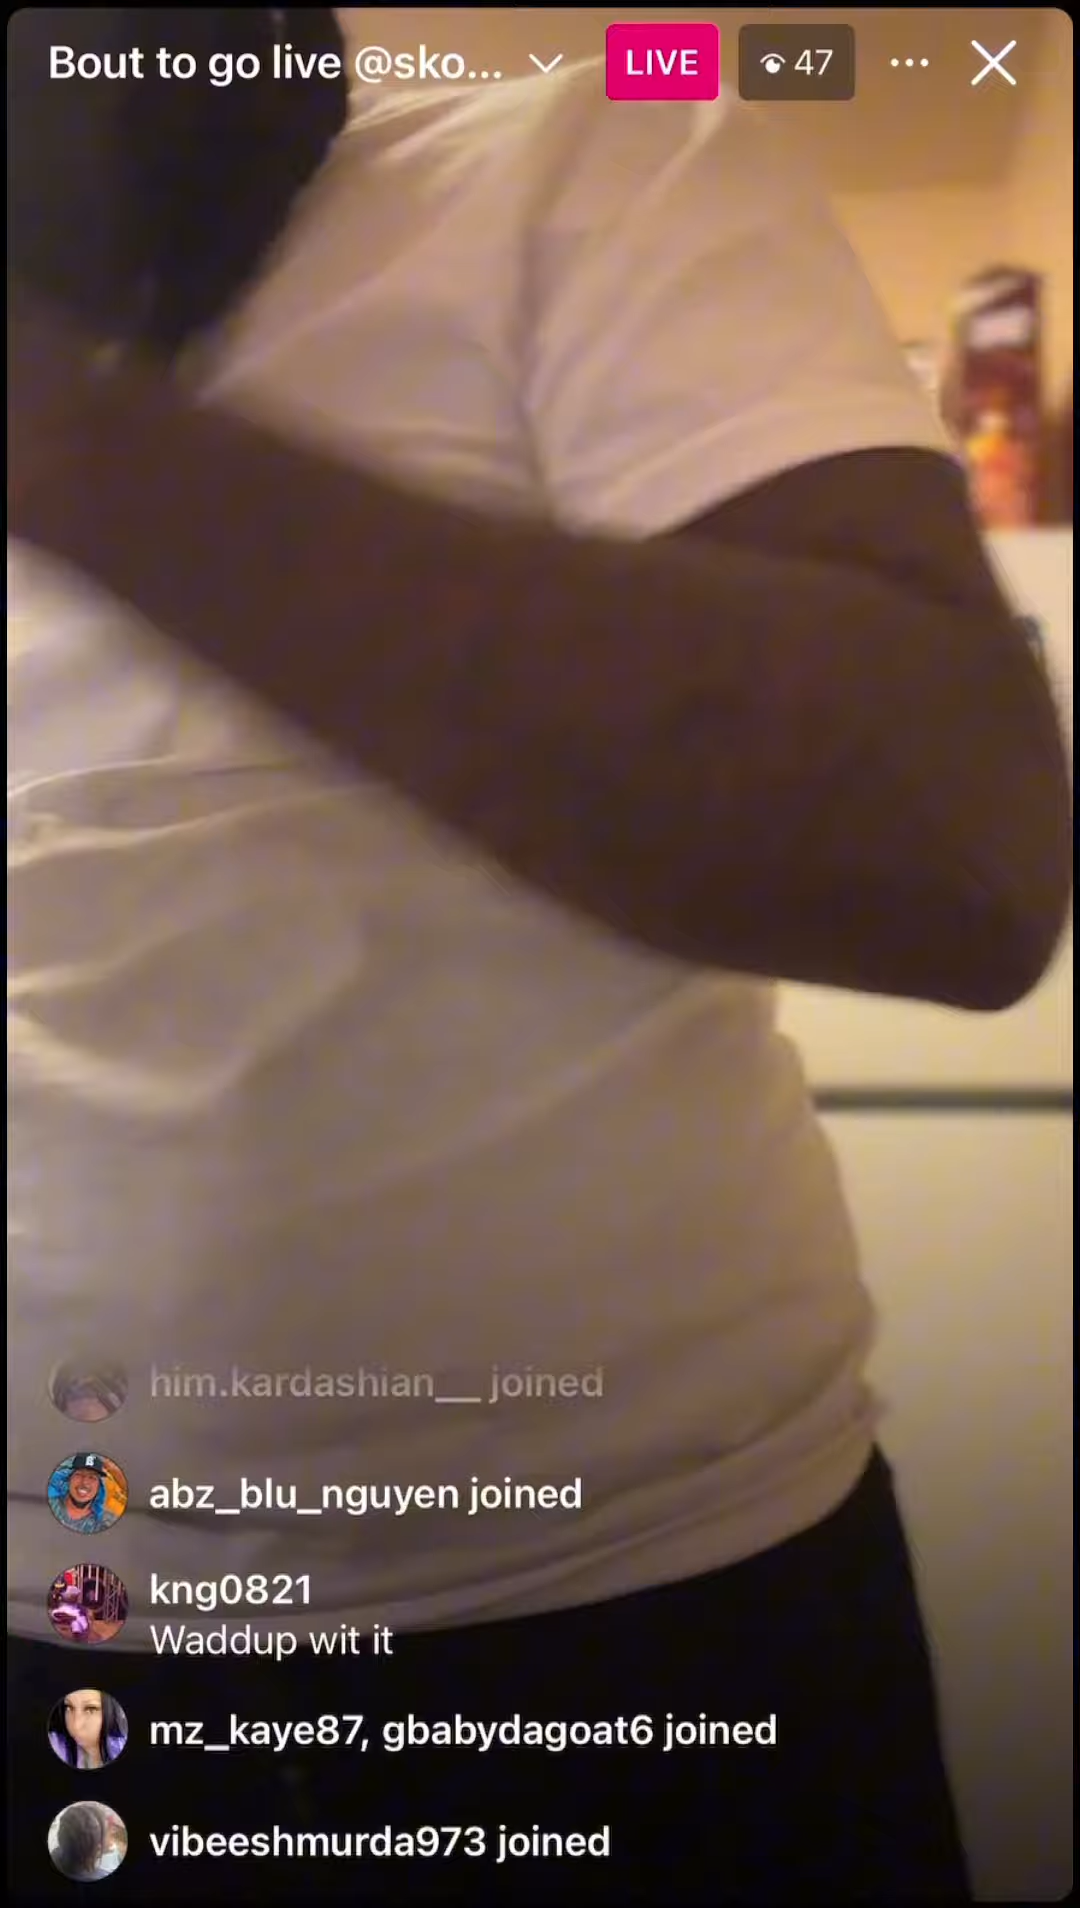 Bout to go live @sko...
LIVE
47
him.kardashian__ joined
abz_blu_nguyen joined
kng0821
Waddup wit it
mz_kaye87, gbabydagoat6 joined
vibeeshmurda973 joined